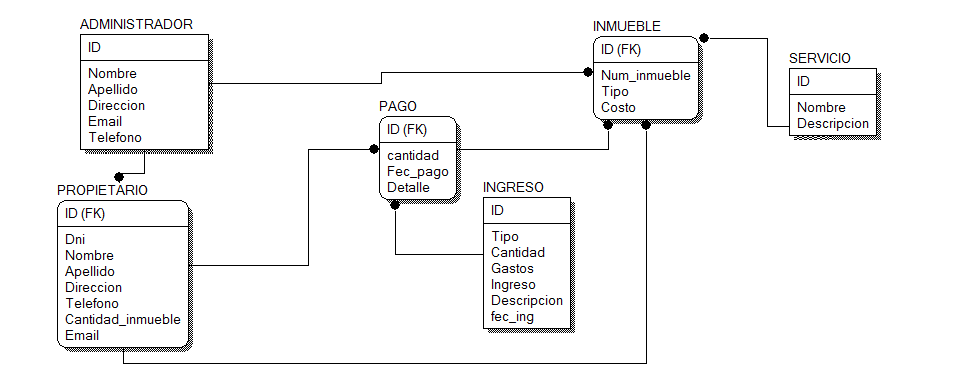 ADMINISTRADOR
ID
Nombre
Apellido
Direccion
Email
Telefono
INMUEBLE
ID (FK)
Num_inmueble
Tipo
Costo
SERVICIO
ID
Nombre
Descripcion
PAGO
ID (FK)
cantidad
Fec_pago
Detalle
PROPIETARIO
ID (FK)
Dni
Nombre
Apellido
Direccion
Telefono
Cantidad_inmueble
Email
INGRESO
ID
Tipo
Cantidad
Gastos
Ingreso
Descripcion
fec_ing